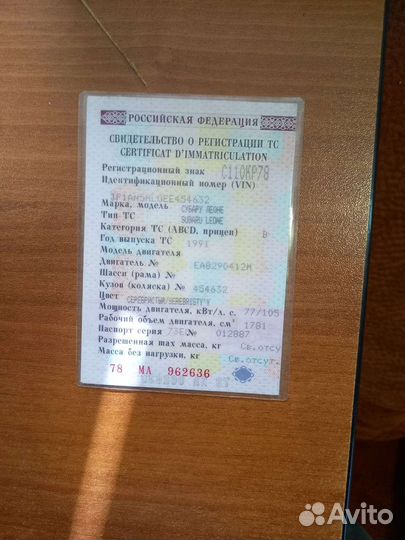 РОССИЙСКАЯ ФЕДЕРАЦИЯ
СВИДЕТЕЛЬСТВО О РЕГИСТРАЦИИ ТС
CERTIFICAT D'IMMATRICULATION
Регистрационный знак С110КР78
Идентификационный номер (VIN)
Марка, модель СУБАРУ ЛЕОНЕ
Тип ТС SUBARU LEONE
Категория ТС (ABCD, прицеп) B
Год выпуска ТС 1991
Модель двигателя
Двигатель № EA8290412M
Шасси (рама) №
Кузов (коляска) № 454632
Цвет СЕРЕБРИСТЫЙ/SEREBRISTY'Y
Мощность двигателя, кВт/л. с. 77/105
Рабочий объем двигателя, см³ 1781
Паспорт серия № 012887
Разрешенная max масса, кг Св.отсу
Масса без нагрузки, кг Св.отсут.
78 МА 962636
Avito